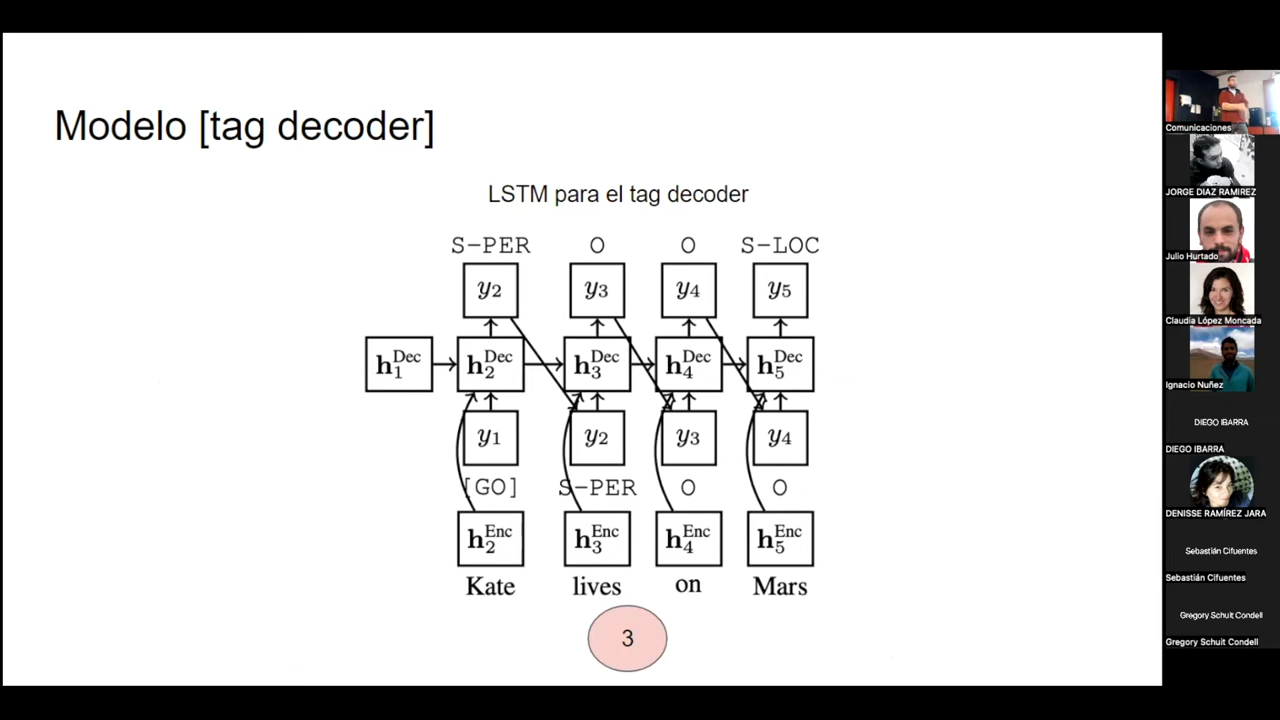 Modelo [tag decoder]
LSTM para el tag decoder
S-PER O O S-LOC
y2 y3 y4 y5
h1Dec h2Dec h3Dec h4Dec h5Dec
y1 y2 y3 y4
[GO] S-PER O O
h2Enc h3Enc h4Enc h5Enc
Kate lives on Mars
3
Comunicaciones
JORGE DIAZ RAMIREZ
Julio Hurtado
Claudia López Moncada
Ignacio Nuñez
DIEGO IBARRA
DIEGO IBARRA
DENISSE RAMÍREZ JARA
Sebastián Cifuentes
Sebastián Cifuentes
Gregory Schuit Condell
Gregory Schuit Condell